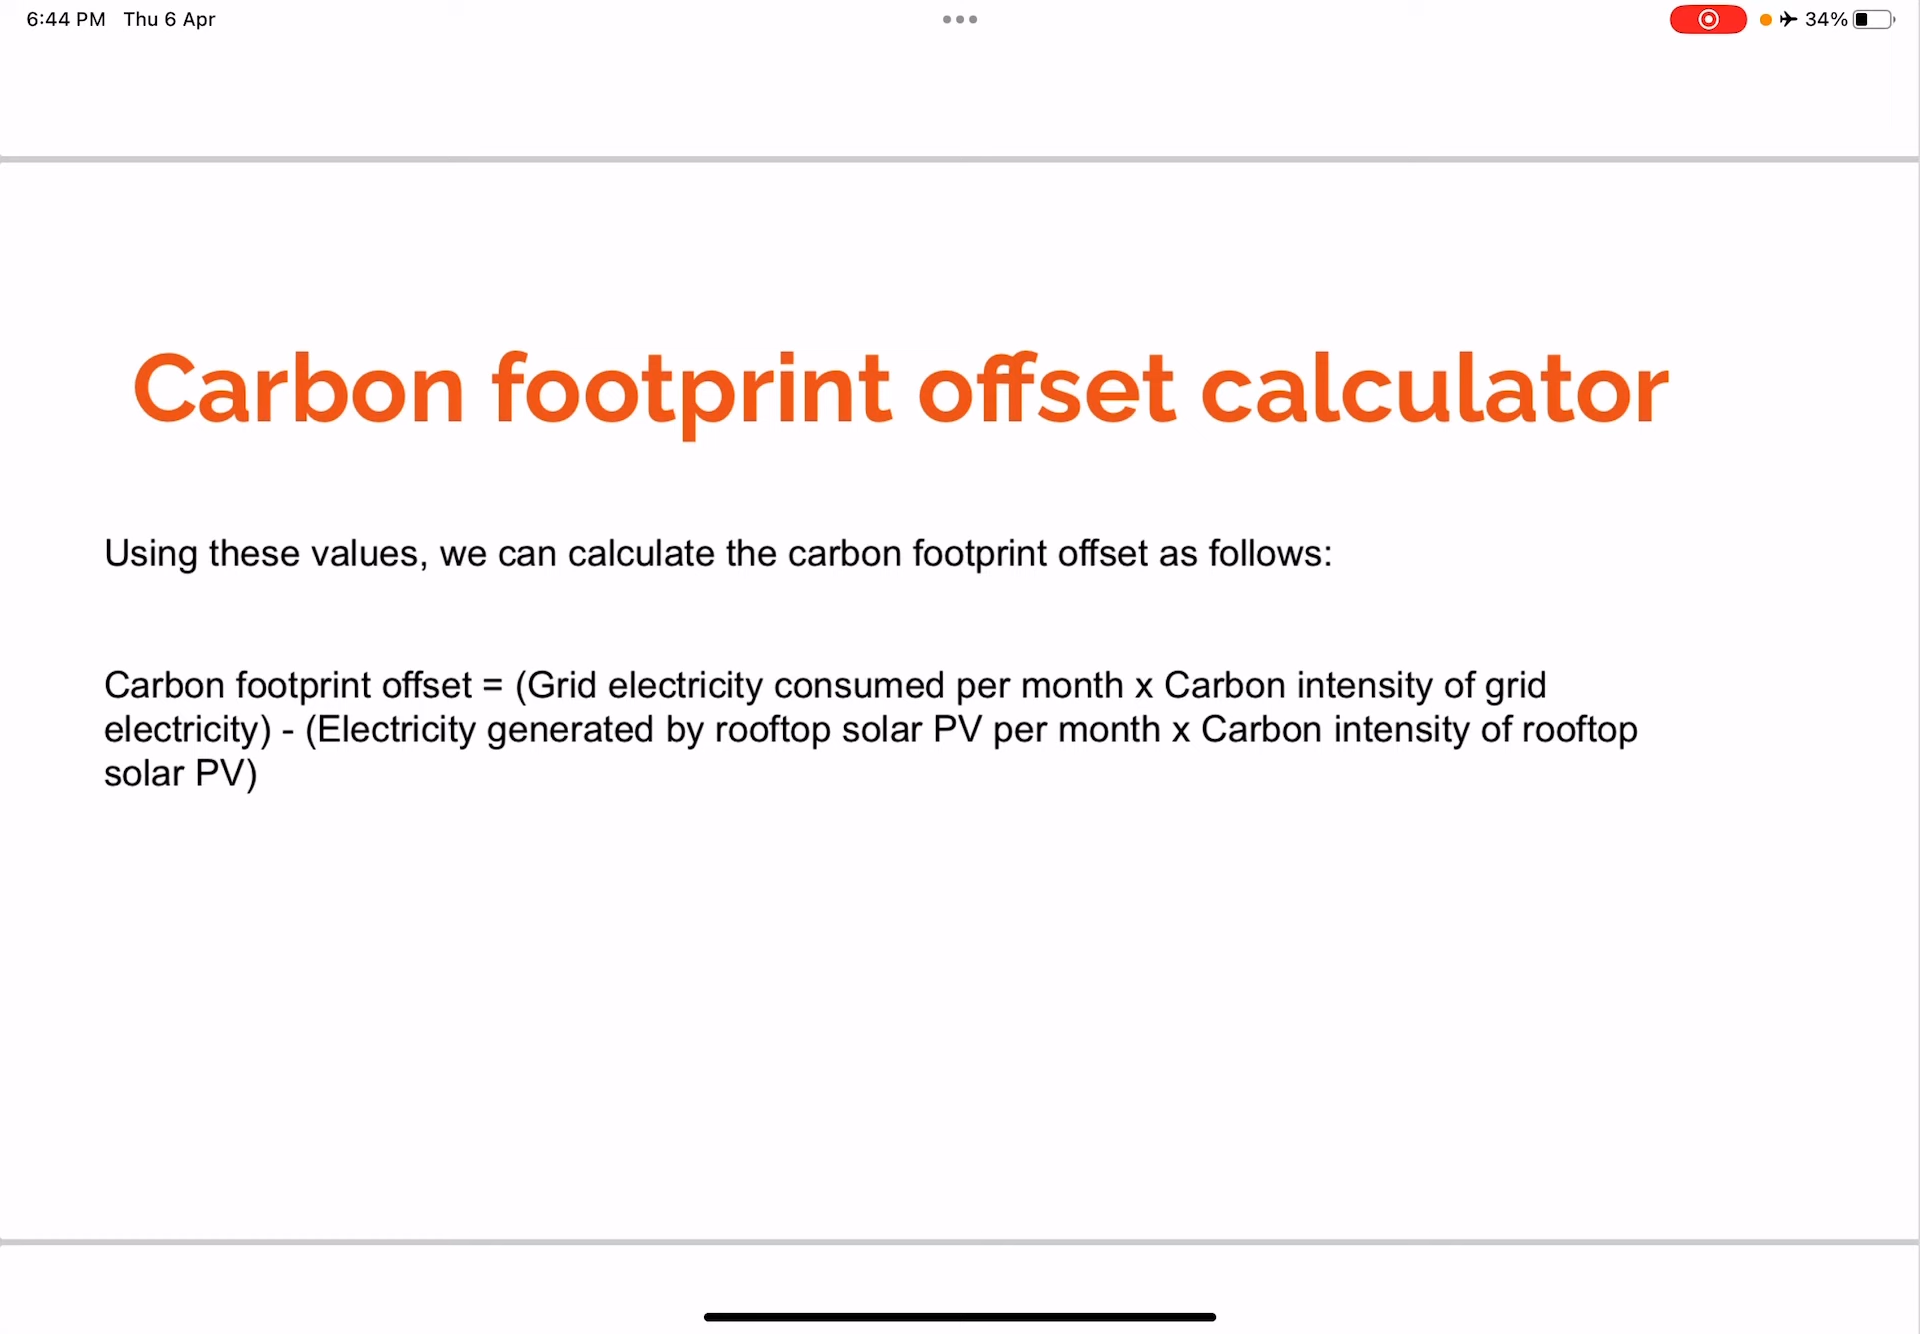 6:44 PM Thu 6 Apr
34%
Carbon footprint offset calculator
Using these values, we can calculate the carbon footprint offset as follows:
Carbon footprint offset = (Grid electricity consumed per month x Carbon intensity of grid
electricity) - (Electricity generated by rooftop solar PV per month x Carbon intensity of rooftop
solar PV)